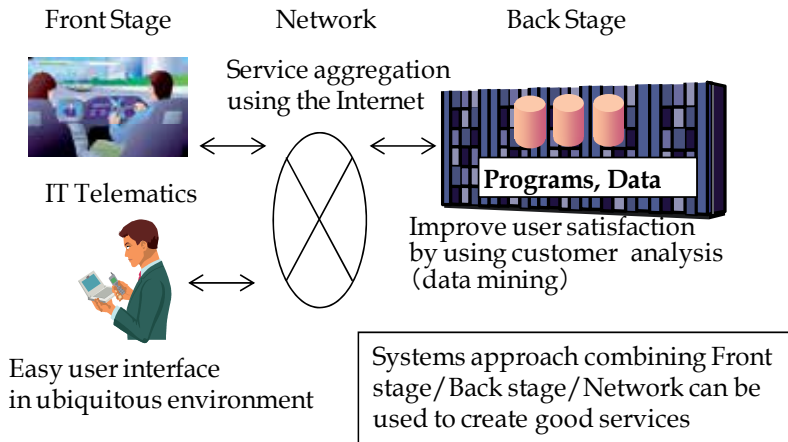 Front Stage
Network
Back Stage
Service aggregation
using the Internet
Programs, Data
IT Telematics
Improve user satisfaction
by using customer analysis
(data mining)
Easy user interface
in ubiquitous environment
Systems approach combining Front
stage/Back stage/Network can be
used to create good services